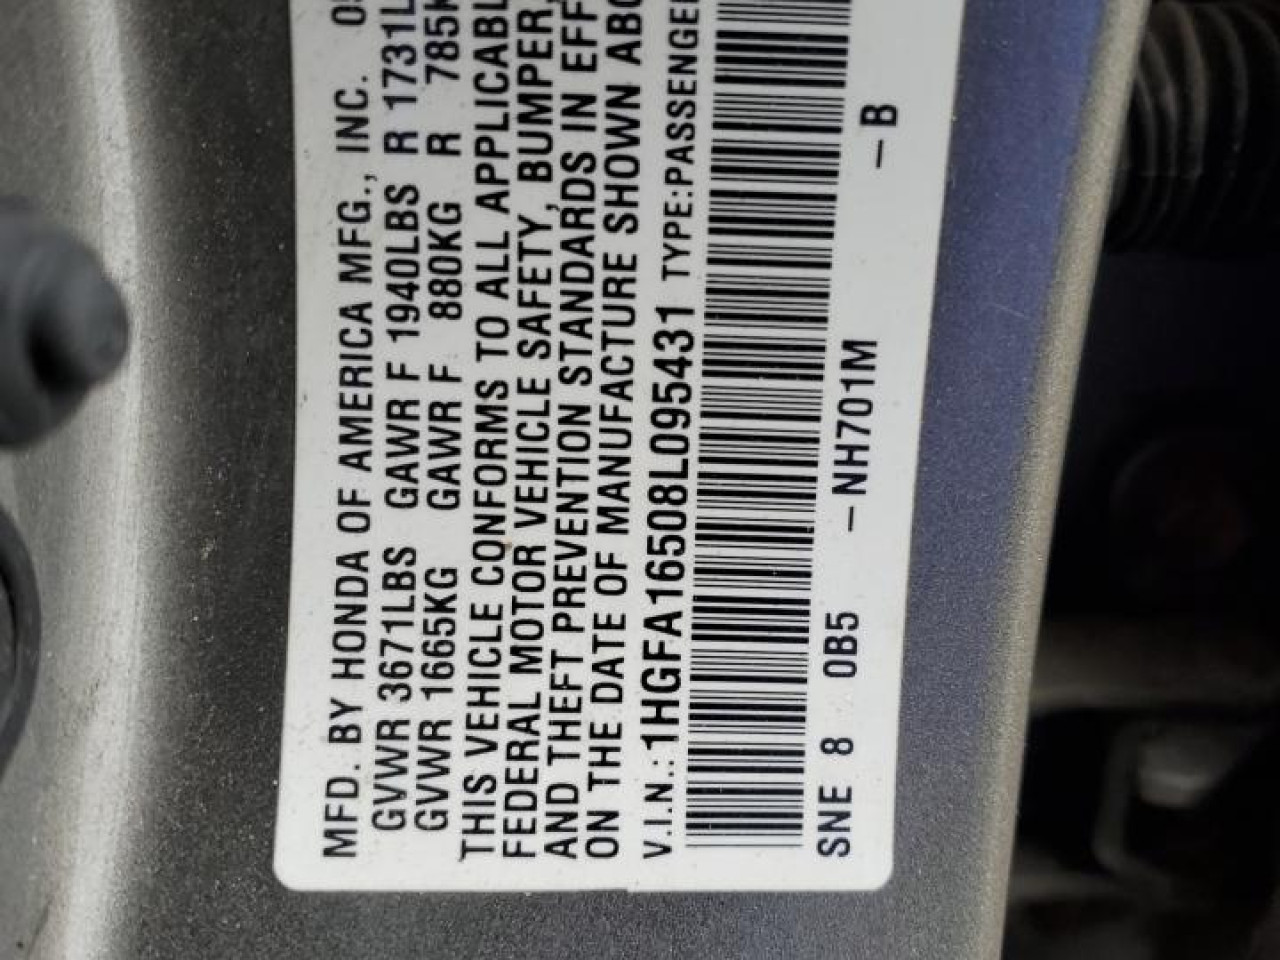 MFD. BY HONDA OF AMERICA MFG., INC.
GVWR 3671LBS GAWR F 1940LBS R 1731L
GVWR 1665KG GAWR F 880KG R 785K
THIS VEHICLE CONFORMS TO ALL APPLICABL
FEDERAL MOTOR VEHICLE SAFETY, BUMPER,
AND THEFT PREVENTION STANDARDS IN EFF
ON THE DATE OF MANUFACTURE SHOWN ABO
V.I.N.: 1HGFA16508L095431 TYPE:PASSENGE
SNE 8 0B5 -NH701M -B